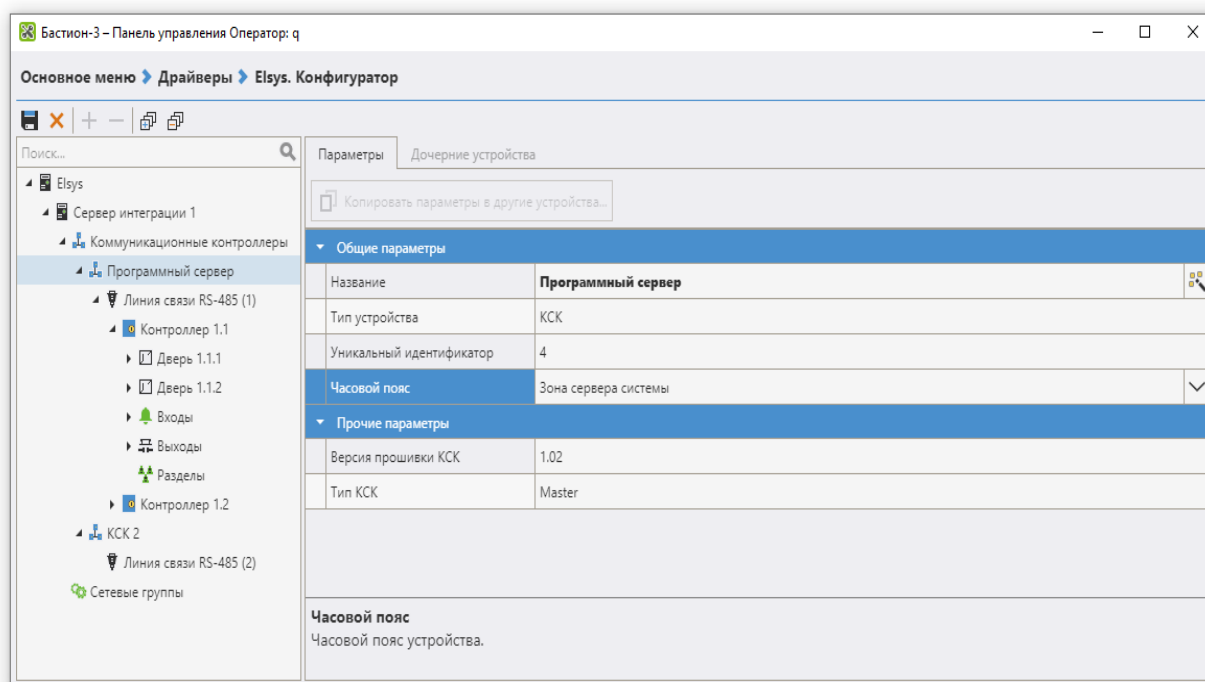 Бастион-3 – Панель управления Оператор: q
Основное меню Драйверы Elsys. Конфигуратор
Поиск...
Elsys
Сервер интеграции 1
Коммуникационные контроллеры
Программный сервер
Линия связи RS-485 (1)
Контроллер 1.1
Дверь 1.1.1
Дверь 1.1.2
Входы
Выходы
Разделы
Контроллер 1.2
КСК 2
Линия связи RS-485 (2)
Сетевые группы
Параметры Дочерние устройства
Копировать параметры в другие устройства...
Общие параметры
Название Программный сервер
Тип устройства КСК
Уникальный идентификатор 4
Часовой пояс Зона сервера системы
Прочие параметры
Версия прошивки КСК 1.02
Тип КСК Master
Часовой пояс
Часовой пояс устройства.